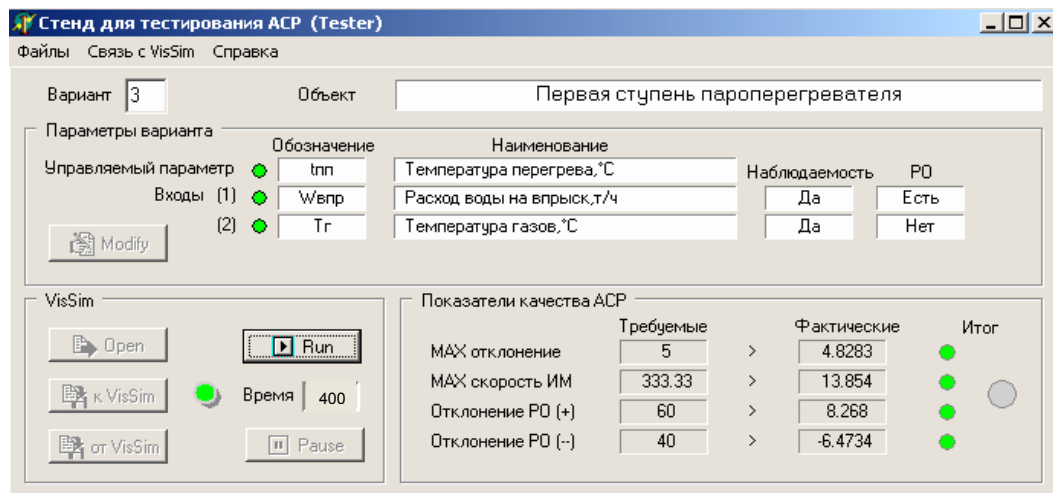 Стенд для тестирования АСР (Tester)
Файлы Связь с VisSim Справка
Вариант 3 Объект Первая ступень пароперегревателя
Параметры варианта
Обозначение Наименование
Управляемый параметр tпп Температура перегрева,°C Наблюдаемость РО
Входы (1) Wвпр Расход воды на впрыск,т/ч Да Есть
(2) Тг Температура газов,°C Да Нет
Modify
VisSim
Open Run
к VisSim Время 400
от VisSim Pause
Показатели качества АСР
Требуемые Фактические Итог
МАХ отклонение 5 > 4.8283
МАХ скорость ИМ 333.33 > 13.854
Отклонение РО (+) 60 > 8.268
Отклонение РО (--) 40 > -6.4734